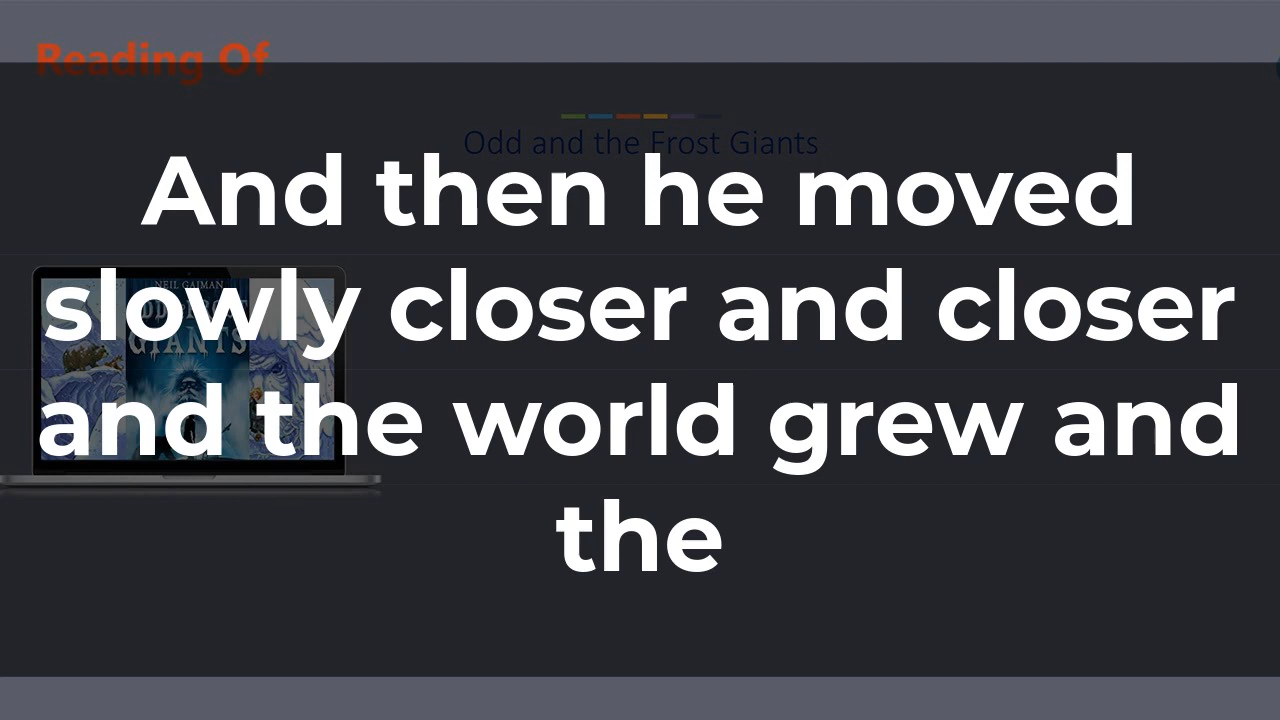 Reading Of
Odd and the Frost Giants
And then he moved
slowly closer and closer
and the world grew and
the
NEIL GAIMAN
GIANTS